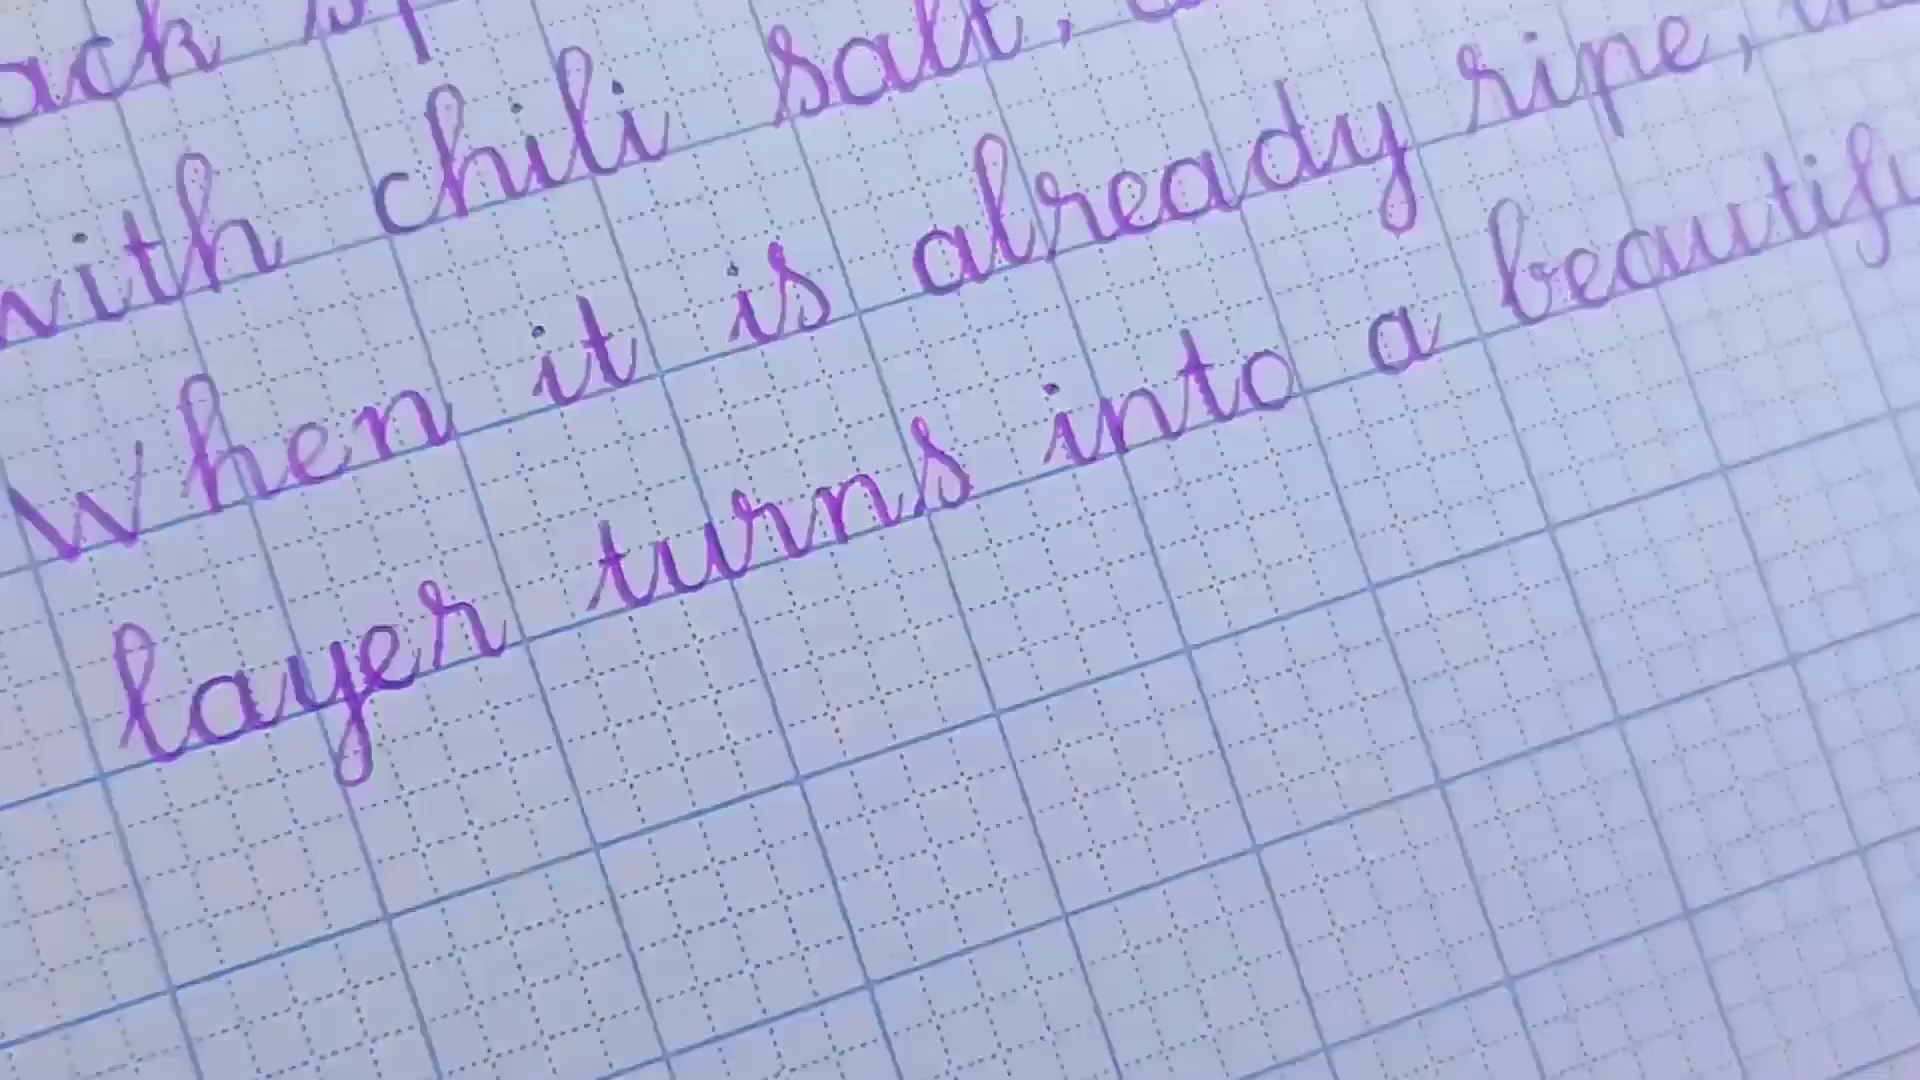 with chili salt,
When it is already ripe,
layer turns into a